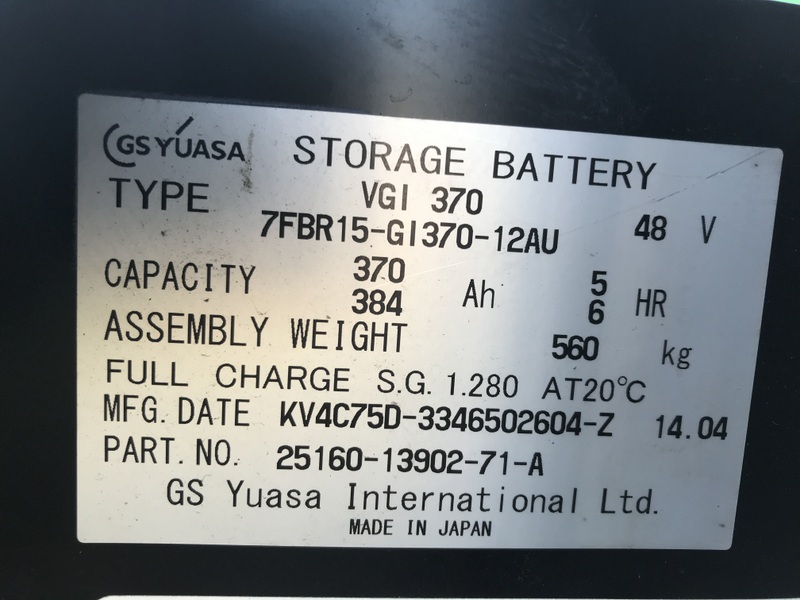 GS YUASA STORAGE BATTERY
TYPE VGI 370
7FBR15-GI370-12AU 48 V
CAPACITY 370 Ah 5 HR
384 6
ASSEMBLY WEIGHT 560 kg
FULL CHARGE S.G. 1.280 AT20℃
MFG. DATE KV4C75D-3346502604-Z 14.04
PART. NO. 25160-13902-71-A
GS Yuasa International Ltd.
MADE IN JAPAN